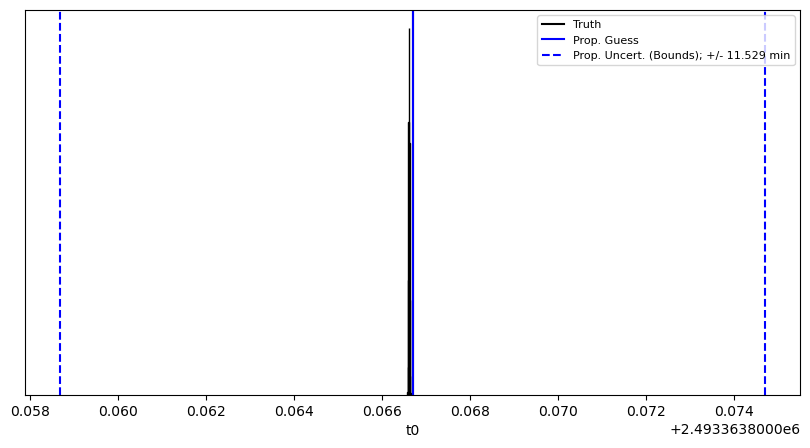 Truth
Prop. Guess
Prop. Uncert. (Bounds); +/- 11.529 min
0.058 0.060 0.062 0.064 0.066 0.068 0.070 0.072 0.074
t0
+2.4933638000e6